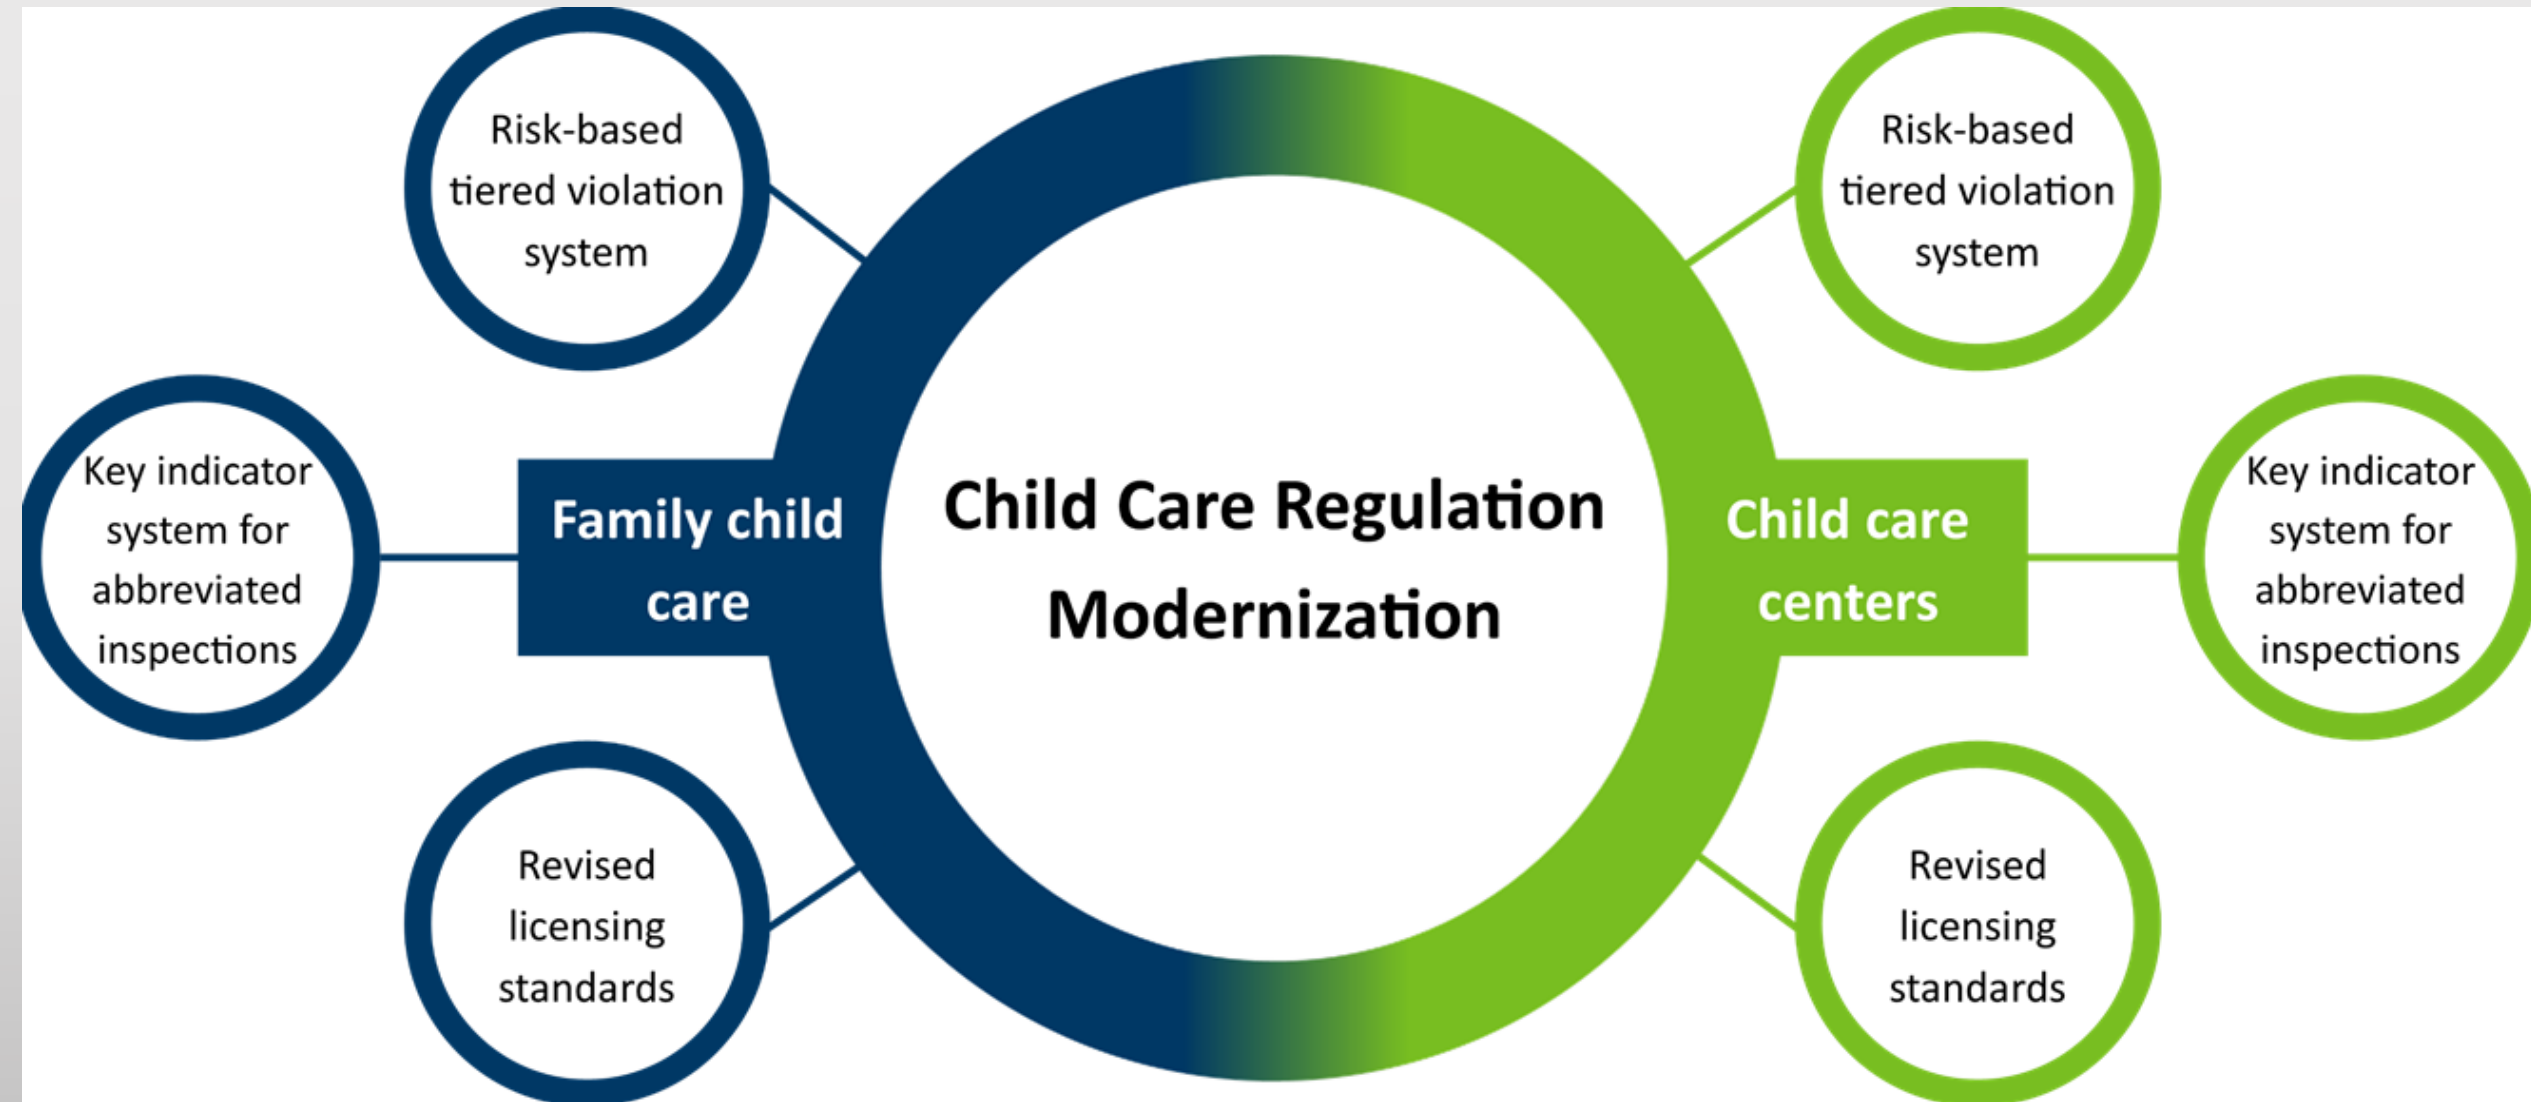 Risk-based
tiered violation
system
Key indicator
system for
abbreviated
inspections
Family child
care
Revised
licensing
standards
Child Care Regulation
Modernization
Risk-based
tiered violation
system
Child care
centers
Key indicator
system for
abbreviated
inspections
Revised
licensing
standards